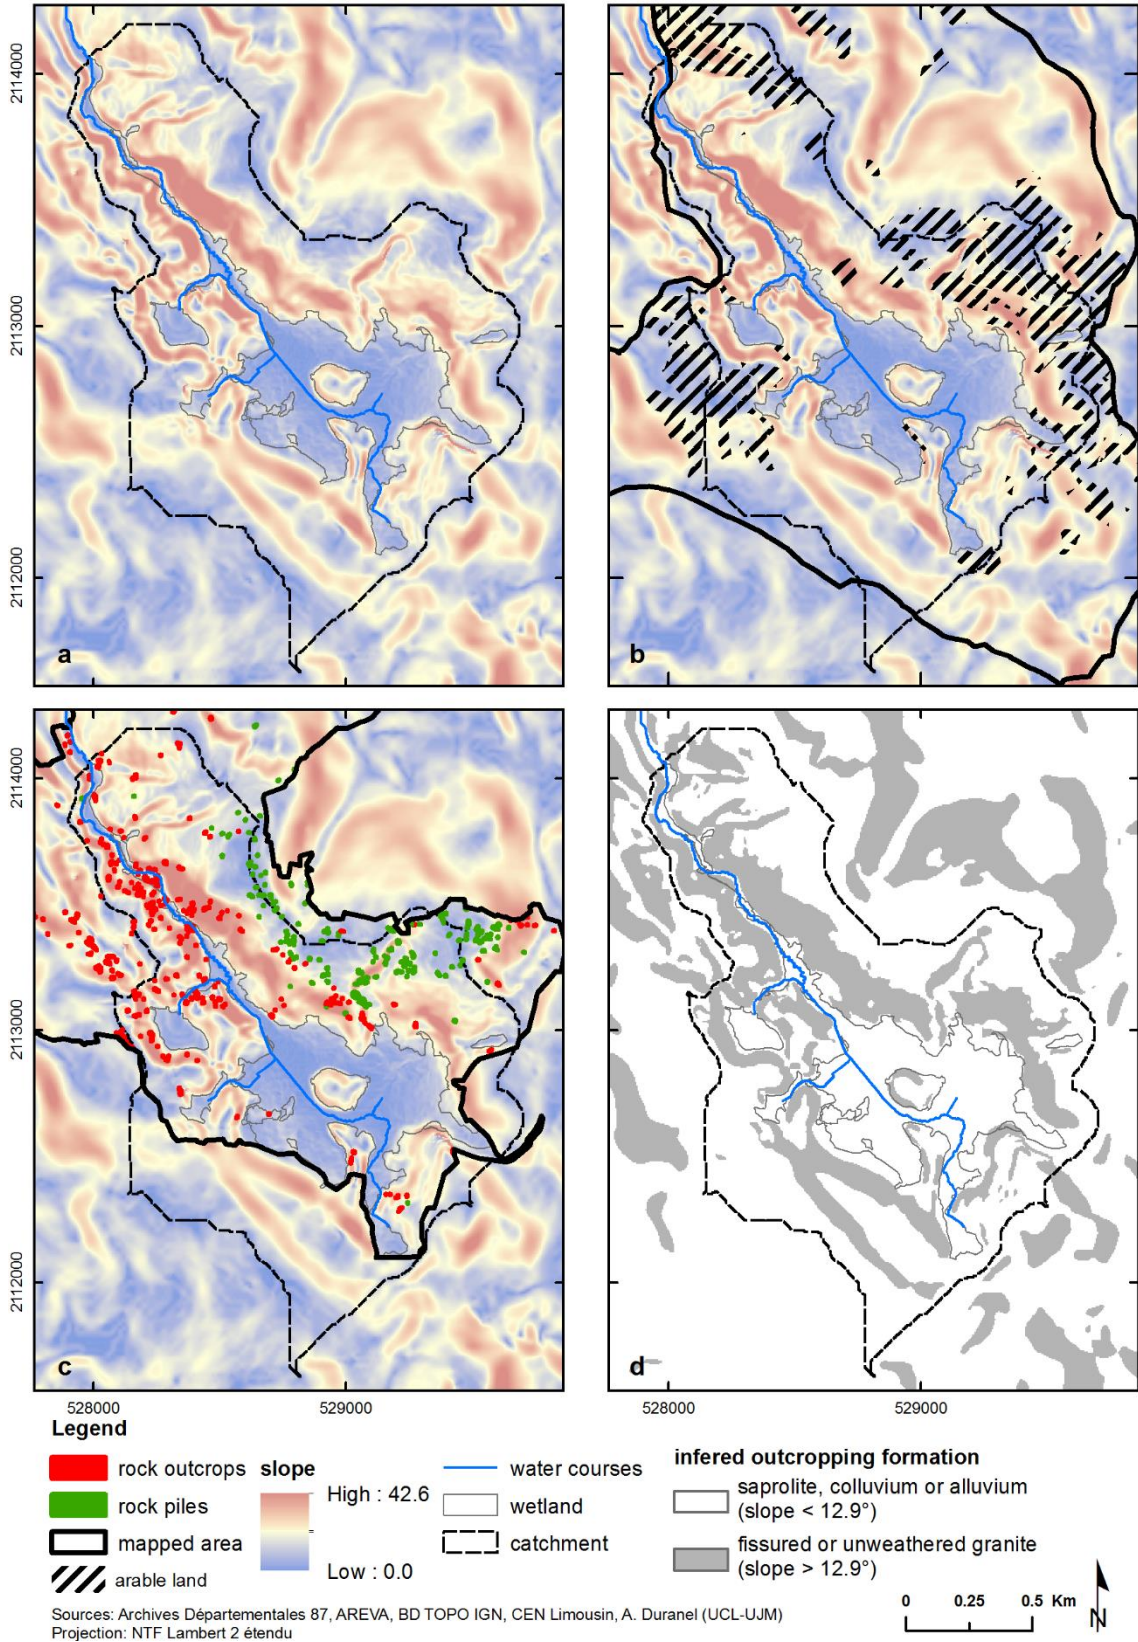 2114000
2113000
2112000
a
b
2114000
2113000
2112000
c
d
528000
529000
528000
529000
Legend
rock outcrops
rock piles
mapped area
arable land
slope
High : 42.6
Low : 0.0
water courses
wetland
catchment
infered outcropping formation
saprolite, colluvium or alluvium
(slope < 12.9°)
fissured or unweathered granite
(slope > 12.9°)
0 0.25 0.5 Km
N
Sources: Archives Départementales 87, AREVA, BD TOPO IGN, CEN Limousin, A. Duranel (UCL-UJM)
Projection: NTF Lambert 2 étendu